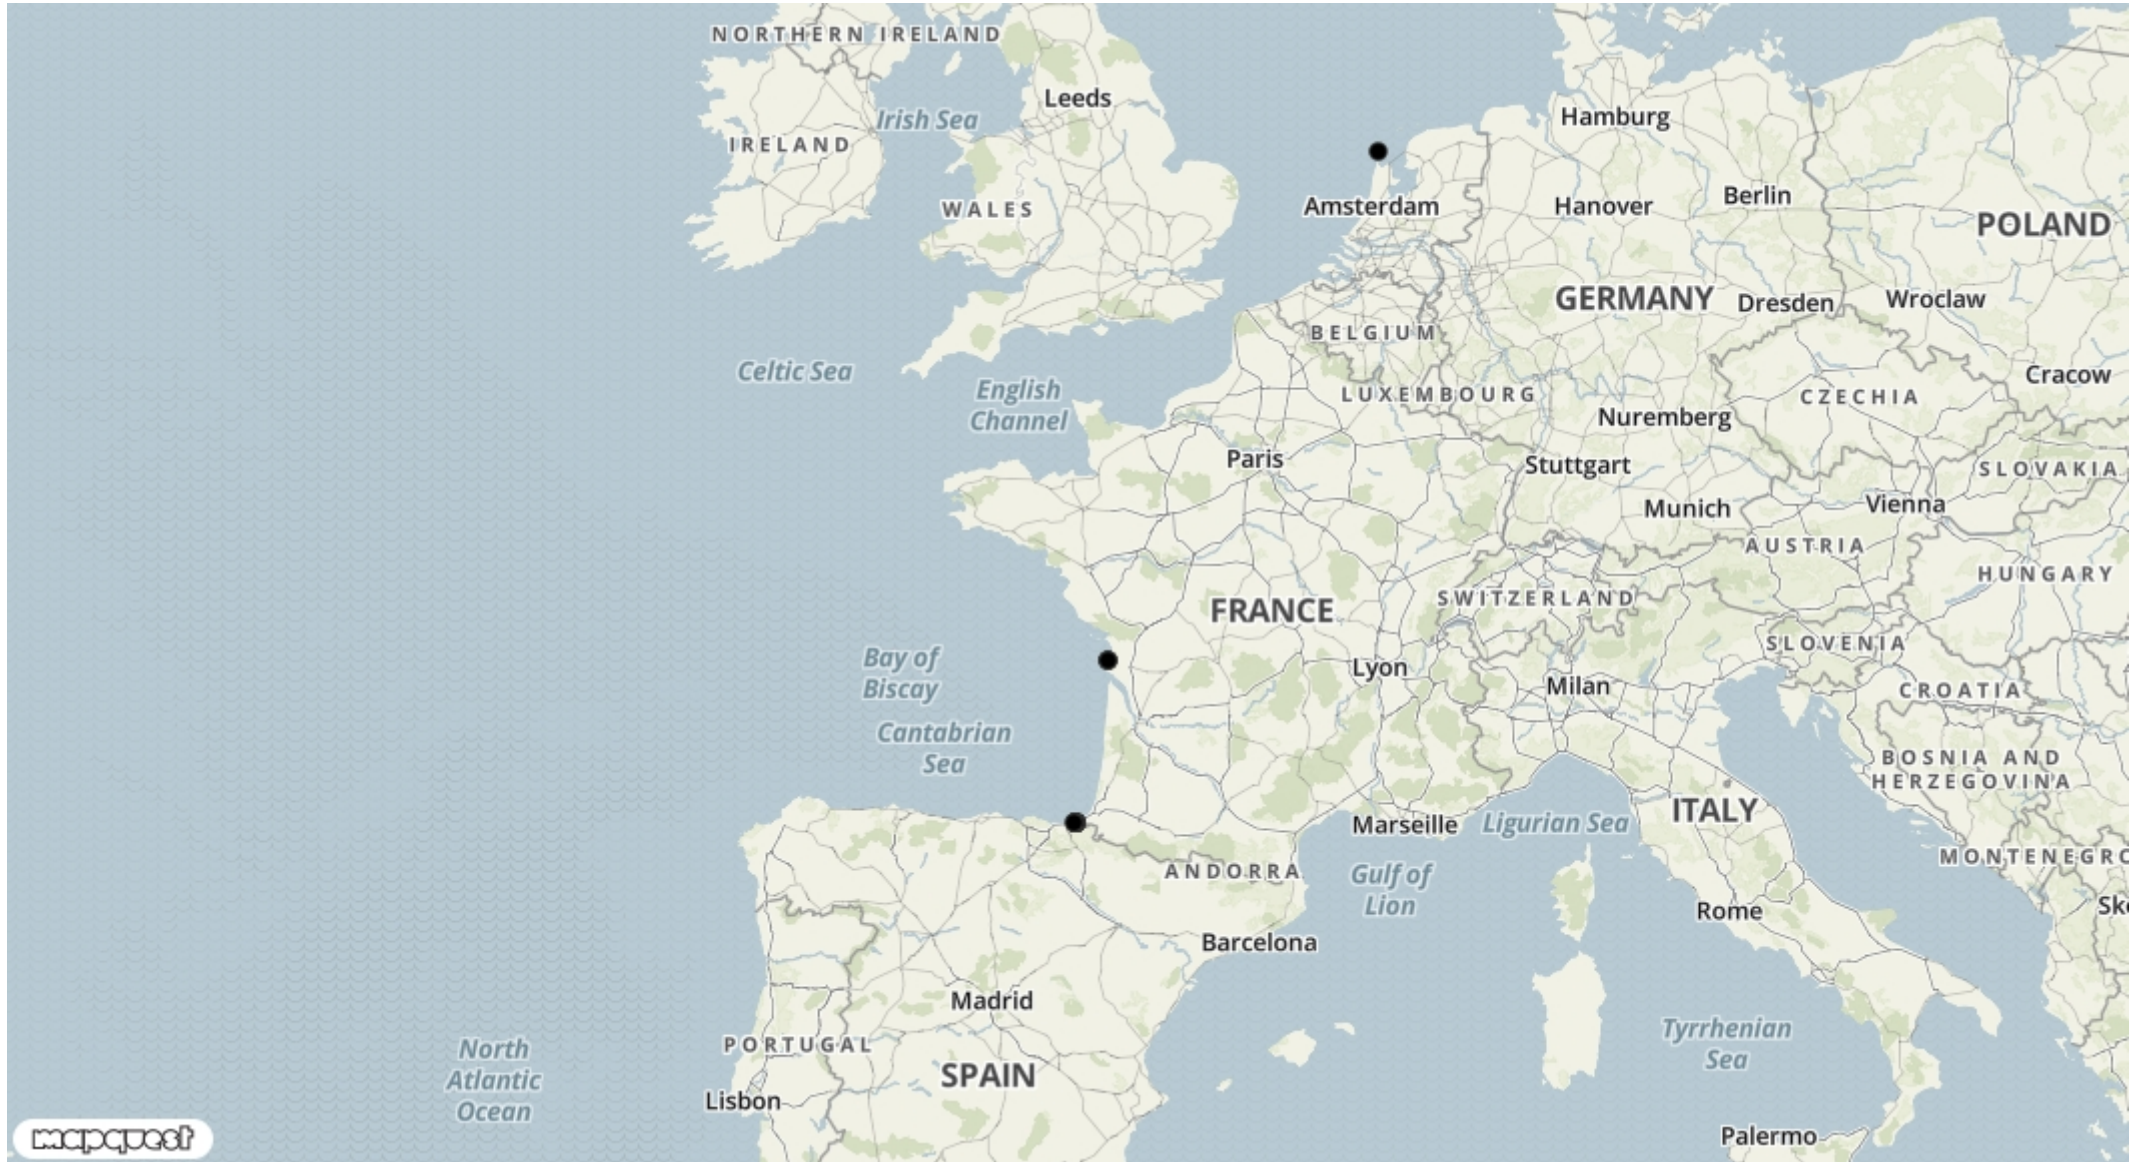 NORTHERN IRELAND
Leeds
Irish Sea
IRELAND
Hamburg
WALES
Amsterdam
Hanover
Berlin
POLAND
GERMANY
Dresden
Wroclaw
BELGIUM
Celtic Sea
English
Channel
LUXEMBOURG
Cracow
CZECHIA
Nuremberg
Paris
Stuttgart
SLOVAKIA
Munich
Vienna
AUSTRIA
HUNGARY
FRANCE
SWITZERLAND
SLOVENIA
Bay of
Biscay
Lyon
Milan
CROATIA
Cantabrian
Sea
BOSNIA AND
HERZEGOVINA
ITALY
Marseille
Ligurian Sea
MONTENEGRO
ANDORRA
Gulf of
Lion
Rome
Sk
Barcelona
Madrid
PORTUGAL
North
Atlantic
Ocean
Tyrrhenian
Sea
SPAIN
Lisbon
Palermo
mapquest